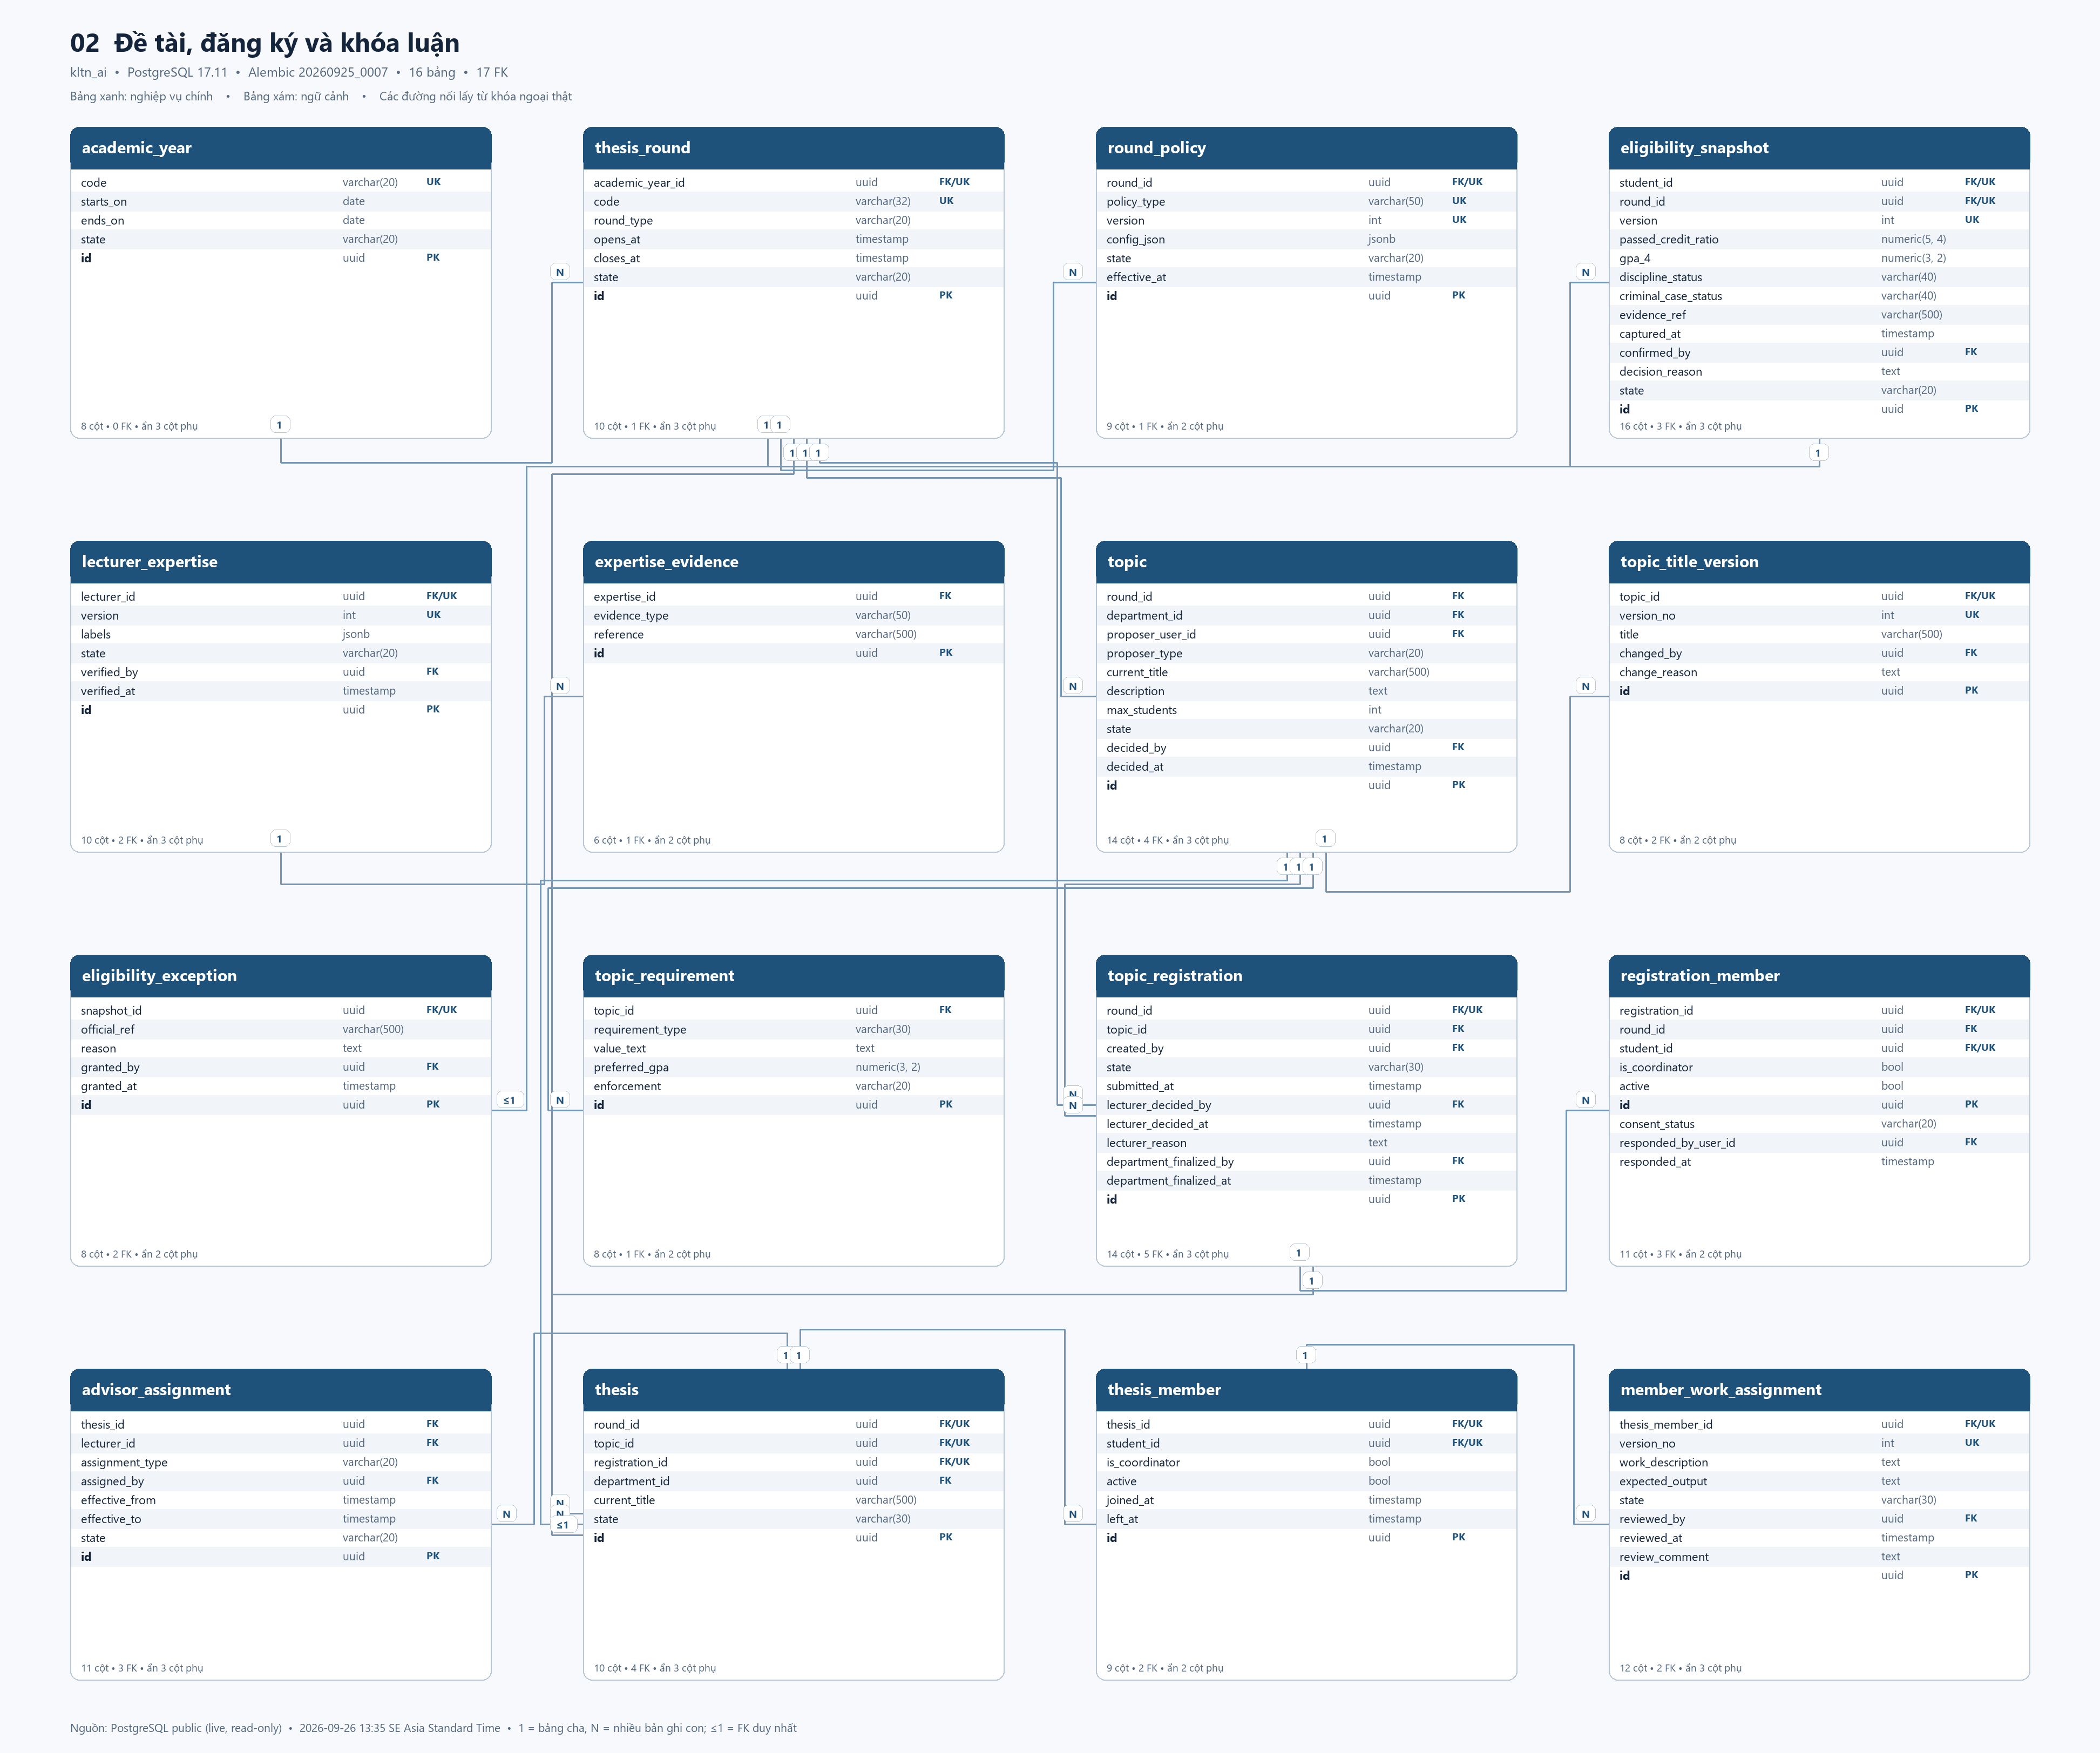 02 Đề tài, đăng ký và khóa luận
kltn_ai • PostgreSQL 17.11 • Alembic 20260925_0007 • 16 bảng • 17 FK
Bảng xanh: nghiệp vụ chính • Bảng xám: ngữ cảnh • Các đường nối lấy từ khóa ngoại thật
academic_year
code varchar(20) UK
starts_on date
ends_on date
state varchar(20)
id uuid PK
8 cột • 0 FK • ẩn 3 cột phụ
1
thesis_round
academic_year_id uuid FK/UK
code varchar(32) UK
round_type varchar(20)
opens_at timestamp
closes_at timestamp
state varchar(20)
id uuid PK
10 cột • 1 FK • ẩn 3 cột phụ
N
1 1
1 1 1
round_policy
round_id uuid FK/UK
policy_type varchar(50) UK
version int UK
config_json jsonb
state varchar(20)
effective_at timestamp
id uuid PK
9 cột • 1 FK • ẩn 2 cột phụ
N
eligibility_snapshot
student_id uuid FK/UK
round_id uuid FK/UK
version int UK
passed_credit_ratio numeric(5, 4)
gpa_4 numeric(3, 2)
discipline_status varchar(40)
criminal_case_status varchar(40)
evidence_ref varchar(500)
captured_at timestamp
confirmed_by uuid FK
decision_reason text
state varchar(20)
id uuid PK
16 cột • 3 FK • ẩn 3 cột phụ
N
1
lecturer_expertise
lecturer_id uuid FK/UK
version int UK
labels jsonb
state varchar(20)
verified_by uuid FK
verified_at timestamp
id uuid PK
10 cột • 2 FK • ẩn 3 cột phụ
1
expertise_evidence
expertise_id uuid FK
evidence_type varchar(50)
reference varchar(500)
id uuid PK
6 cột • 1 FK • ẩn 2 cột phụ
N
topic
round_id uuid FK
department_id uuid FK
proposer_user_id uuid FK
proposer_type varchar(20)
current_title varchar(500)
description text
max_students int
state varchar(20)
decided_by uuid FK
decided_at timestamp
id uuid PK
14 cột • 4 FK • ẩn 3 cột phụ
N
1
1 1 1
topic_title_version
topic_id uuid FK/UK
version_no int UK
title varchar(500)
changed_by uuid FK
change_reason text
id uuid PK
8 cột • 2 FK • ẩn 2 cột phụ
N
eligibility_exception
snapshot_id uuid FK/UK
official_ref varchar(500)
reason text
granted_by uuid FK
granted_at timestamp
id uuid PK
8 cột • 2 FK • ẩn 2 cột phụ
≤1
topic_requirement
topic_id uuid FK
requirement_type varchar(30)
value_text text
preferred_gpa numeric(3, 2)
enforcement varchar(20)
id uuid PK
8 cột • 1 FK • ẩn 2 cột phụ
N
topic_registration
round_id uuid FK/UK
topic_id uuid FK
created_by uuid FK
state varchar(30)
submitted_at timestamp
lecturer_decided_by uuid FK
lecturer_decided_at timestamp
lecturer_reason text
department_finalized_by uuid FK
department_finalized_at timestamp
id uuid PK
14 cột • 5 FK • ẩn 3 cột phụ
N
N
1
1
registration_member
registration_id uuid FK/UK
round_id uuid FK
student_id uuid FK/UK
is_coordinator bool
active bool
id uuid PK
consent_status varchar(20)
responded_by_user_id uuid FK
responded_at timestamp
11 cột • 3 FK • ẩn 2 cột phụ
N
advisor_assignment
thesis_id uuid FK
lecturer_id uuid FK
assignment_type varchar(20)
assigned_by uuid FK
effective_from timestamp
effective_to timestamp
state varchar(20)
id uuid PK
11 cột • 3 FK • ẩn 3 cột phụ
N
1 1
thesis
round_id uuid FK/UK
topic_id uuid FK/UK
registration_id uuid FK/UK
department_id uuid FK
current_title varchar(500)
state varchar(30)
id uuid PK
10 cột • 4 FK • ẩn 3 cột phụ
N
N
≤1
1
thesis_member
thesis_id uuid FK/UK
student_id uuid FK/UK
is_coordinator bool
active bool
joined_at timestamp
left_at timestamp
id uuid PK
9 cột • 2 FK • ẩn 2 cột phụ
N
member_work_assignment
thesis_member_id uuid FK/UK
version_no int UK
work_description text
expected_output text
state varchar(30)
reviewed_by uuid FK
reviewed_at timestamp
review_comment text
id uuid PK
12 cột • 2 FK • ẩn 3 cột phụ
N
Nguồn: PostgreSQL public (live, read-only) • 2026-09-26 13:35 SE Asia Standard Time • 1 = bảng cha, N = nhiều bản ghi con; ≤1 = FK duy nhất